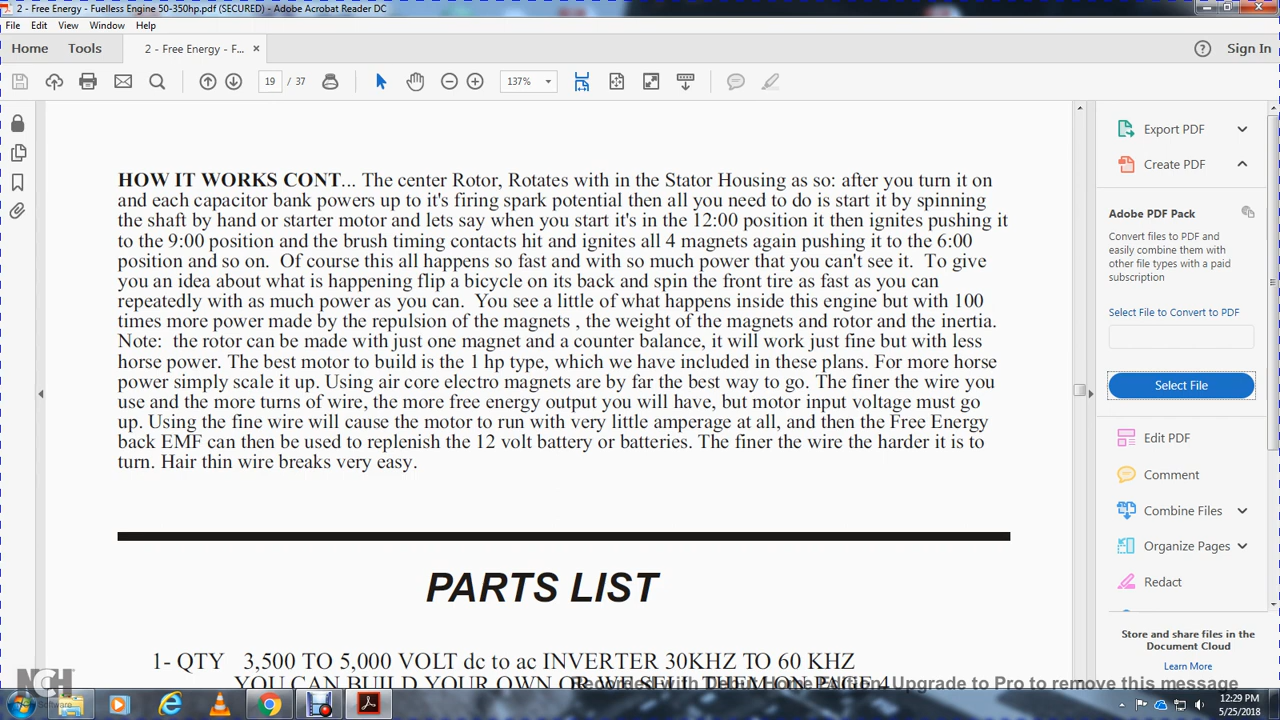 2 - Free Energy - Fueless Engine 50-350hp.pdf (SECURED) - Adobe Acrobat Reader DC
File Edit View Window Help
Home Tools 2 - Free Energy - F... × Sign In
19 / 37 137%
HOW IT WORKS CONT... The center Rotor, Rotates with in the Stator Housing as so: after you turn it on
and each capacitor bank powers up to it's firing spark potential then all you need to do is start it by spinning
the shaft by hand or starter motor and lets say when you start it's in the 12:00 position it then ignites pushing it
to the 9:00 position and the brush timing contacts hit and ignites all 4 magnets again pushing it to the 6:00
position and so on. Of course this all happens so fast and with so much power that you can't see it. To give
you an idea about what is happening flip a bicycle on its back and spin the front tire as fast as you can
repeatedly with as much power as you can. You see a little of what happens inside this engine but with 100
times more power made by the repulsion of the magnets , the weight of the magnets and rotor and the inertia.
Note: the rotor can be made with just one magnet and a counter balance, it will work just fine but with less
horse power. The best motor to build is the 1 hp type, which we have included in these plans. For more horse
power simply scale it up. Using air core electro magnets are by far the best way to go. The finer the wire you
use and the more turns of wire, the more free energy output you will have, but motor input voltage must go
up. Using the fine wire will cause the motor to run with very little amperage at all, and then the Free Energy
back EMF can then be used to replenish the 12 volt battery or batteries. The finer the wire the harder it is to
turn. Hair thin wire breaks very easy.
PARTS LIST
1- QTY 3,500 TO 5,000 VOLT dc to ac INVERTER 30KHZ TO 60 KHZ
YOU CAN BUILD YOUR OWN OR WE SELL THEM ON PAGE 4
Export PDF
Create PDF
Adobe PDF Pack
Convert files to PDF and
easily combine them with
other file types with a paid
subscription
Select File to Convert to PDF
Select File
Edit PDF
Comment
Combine Files
Organize Pages
Redact
Store and share files in the
Document Cloud
Learn More
NCH
Software
Recorded with Debut Home Edition. Upgrade to Pro to remove this message
12:29 PM
5/25/2018